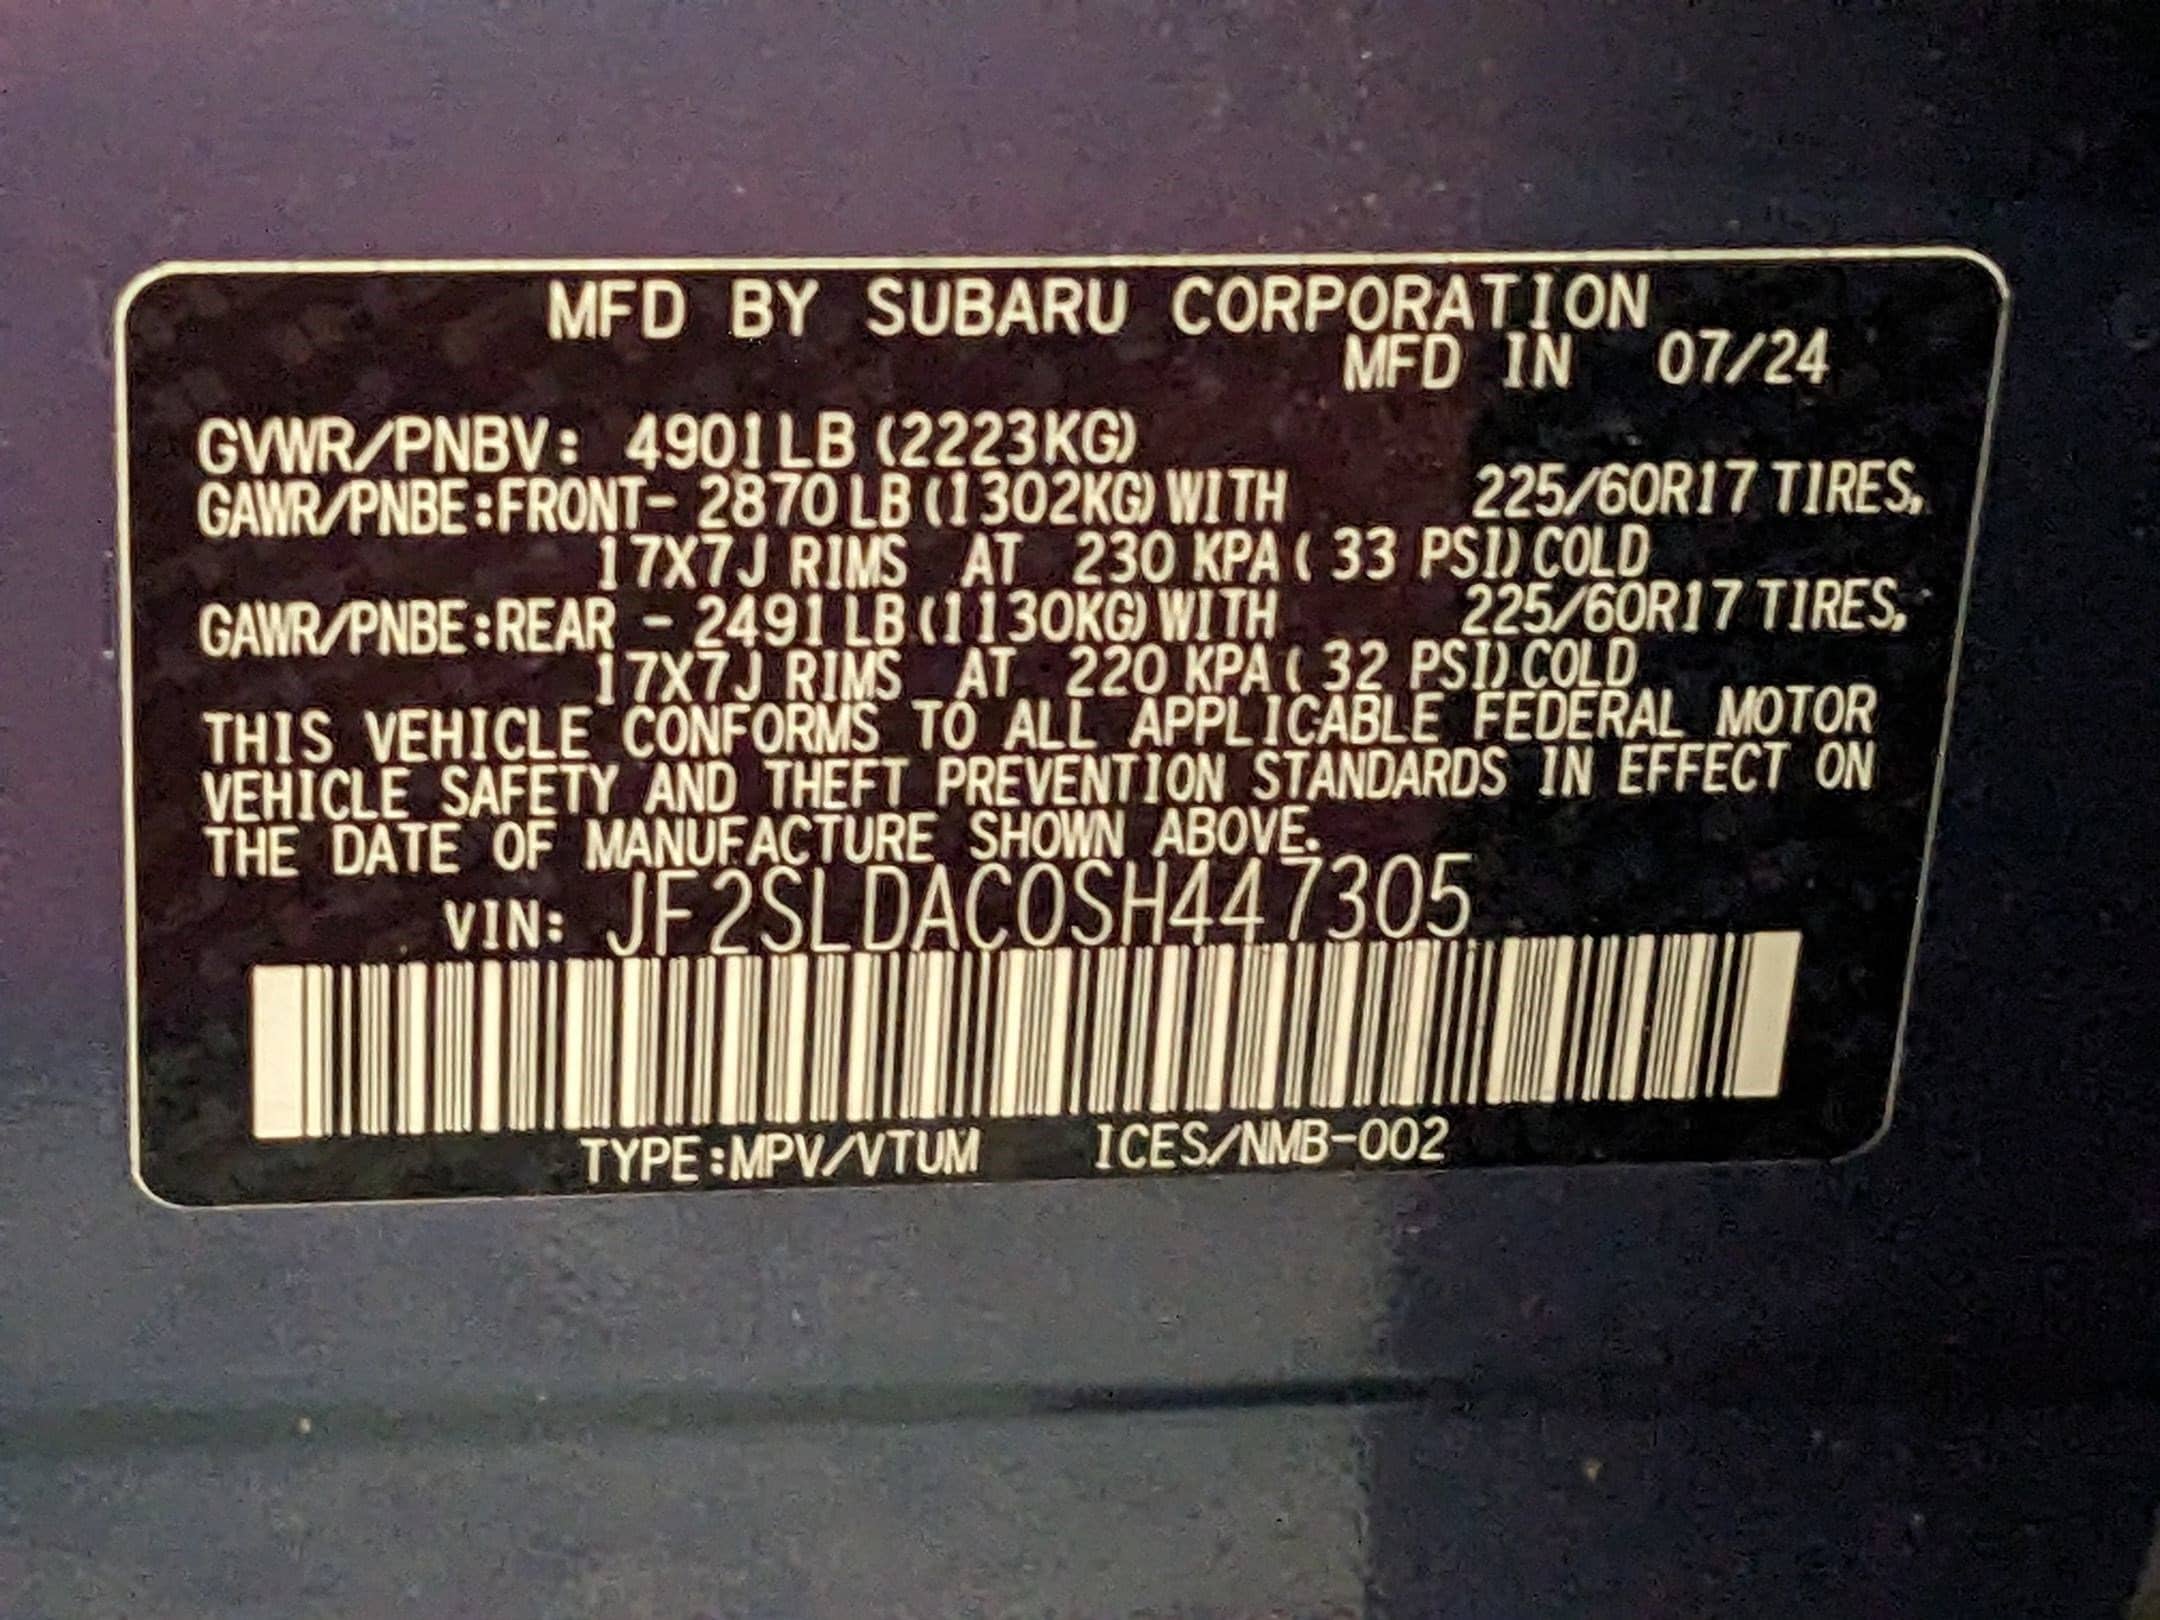 MFD BY SUBARU CORPORATION
MFD IN 07/24
GVWR/PNBV: 4901LB (2223KG)
GAWR/PNBE:FRONT- 2870LB (1302KG) WITH 225/60R17 TIRES,
17X7J RIMS AT 230 KPA ( 33 PSI) COLD
GAWR/PNBE:REAR - 2491LB (1130KG) WITH 225/60R17 TIRES,
17X7J RIMS AT 220 KPA ( 32 PSI) COLD
THIS VEHICLE CONFORMS TO ALL APPLICABLE FEDERAL MOTOR
VEHICLE SAFETY AND THEFT PREVENTION STANDARDS IN EFFECT ON
THE DATE OF MANUFACTURE SHOWN ABOVE.
VIN: JF2SLDAC0SH447305
TYPE:MPV/VTUM ICES/NMB-002